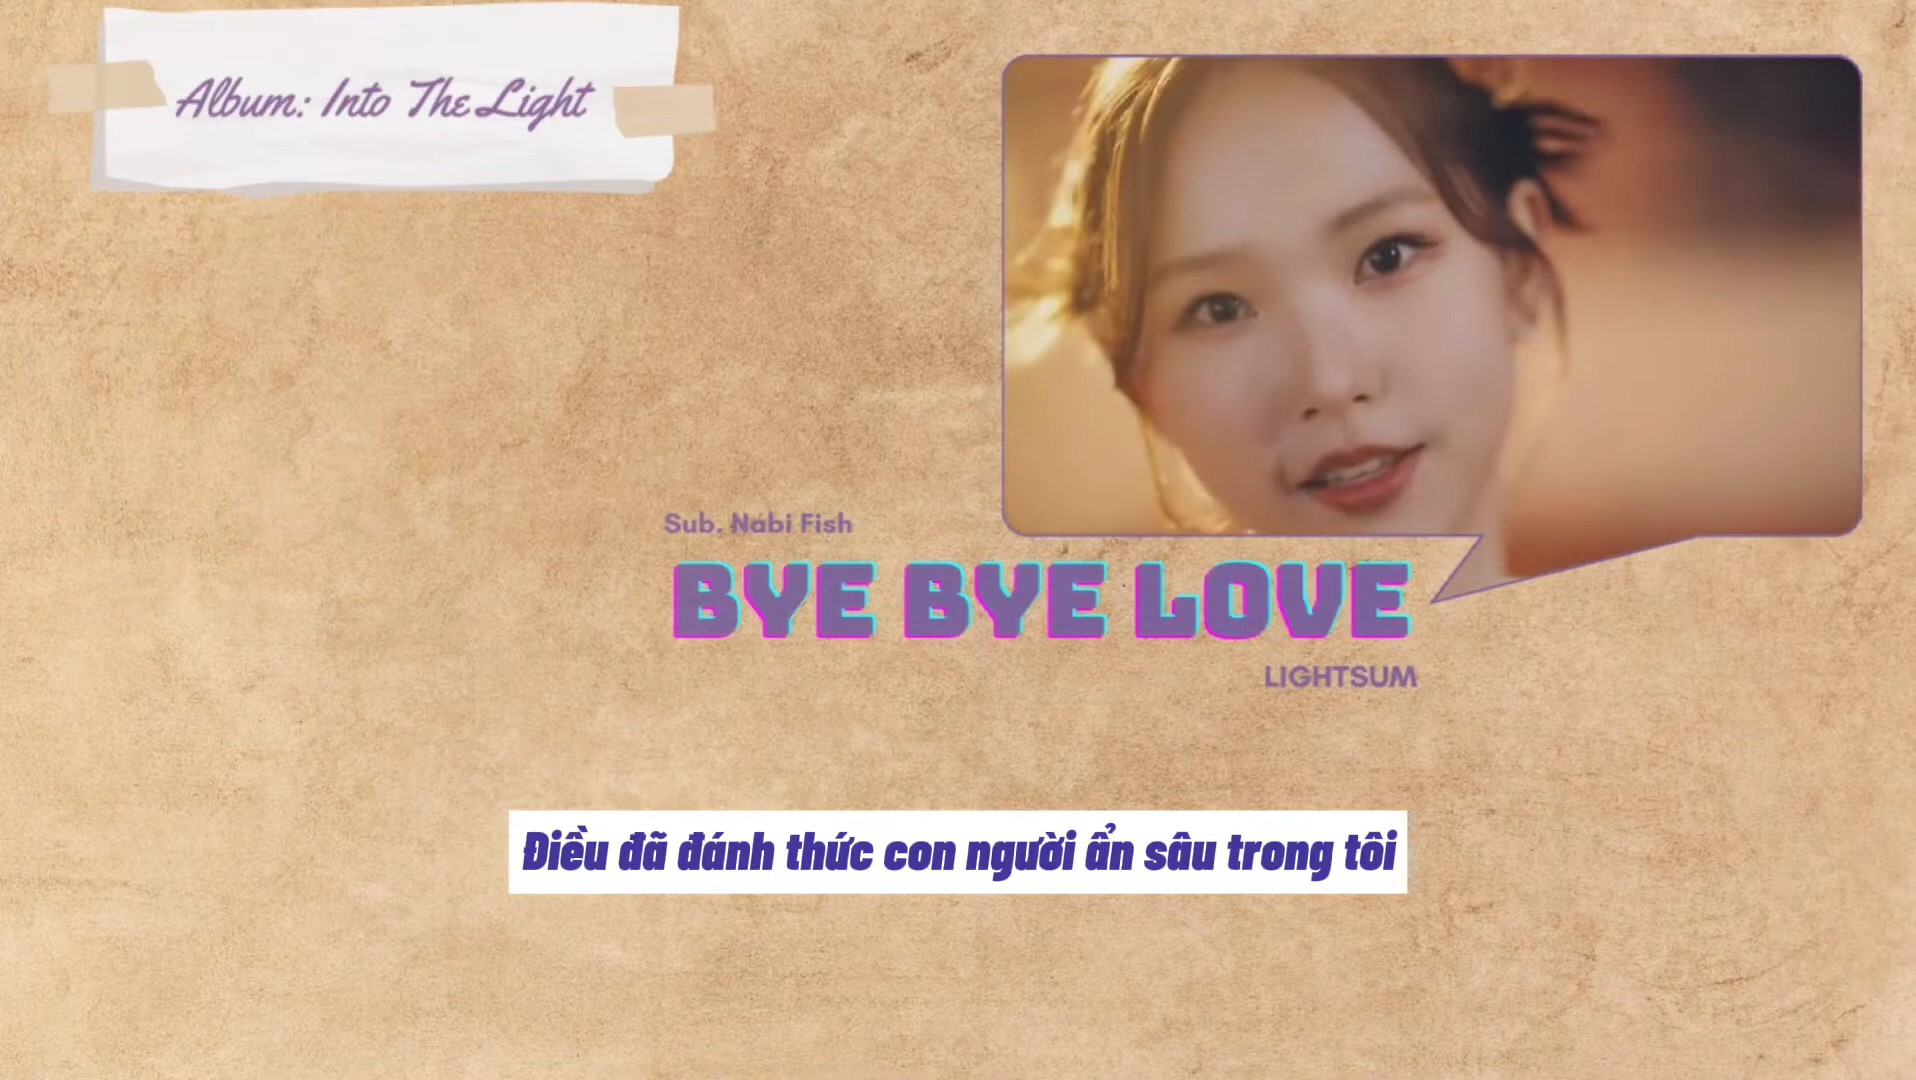 Album: Into The Light
Sub. Nabi Fish
BYE BYE LOVE
LIGHTSUM
Điều đã đánh thức con người ẩn sâu trong tôi